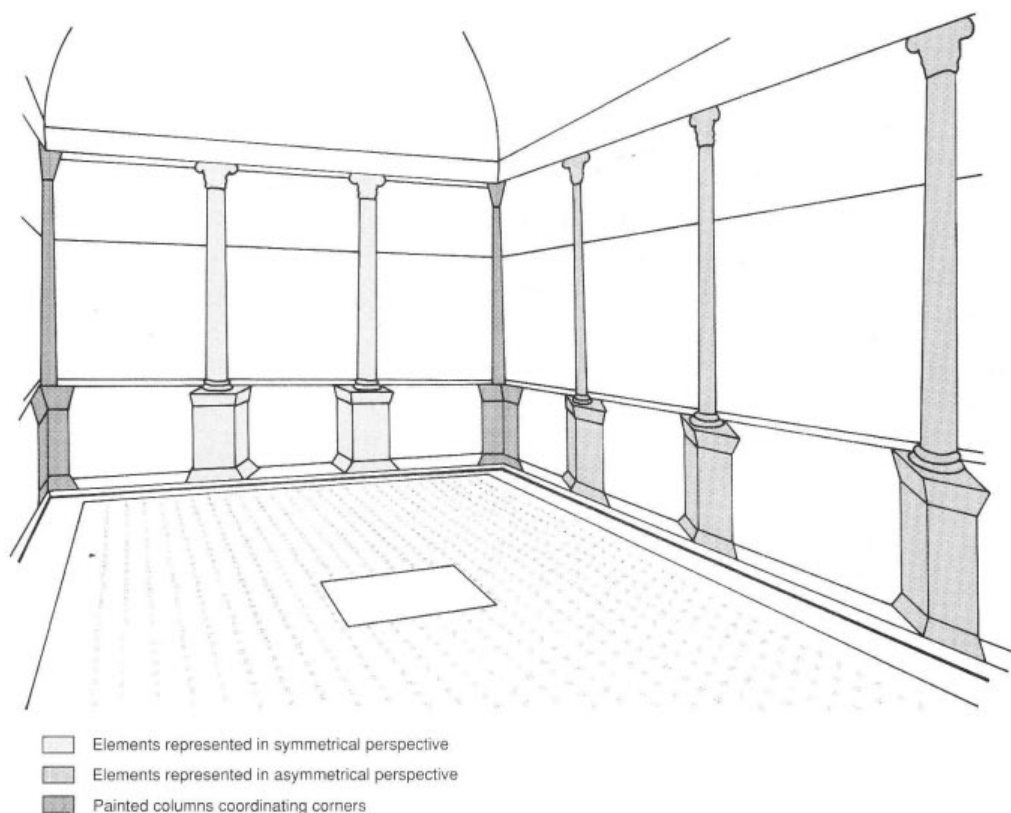 Elements represented in symmetrical perspective
Elements represented in asymmetrical perspective
Painted columns coordinating corners